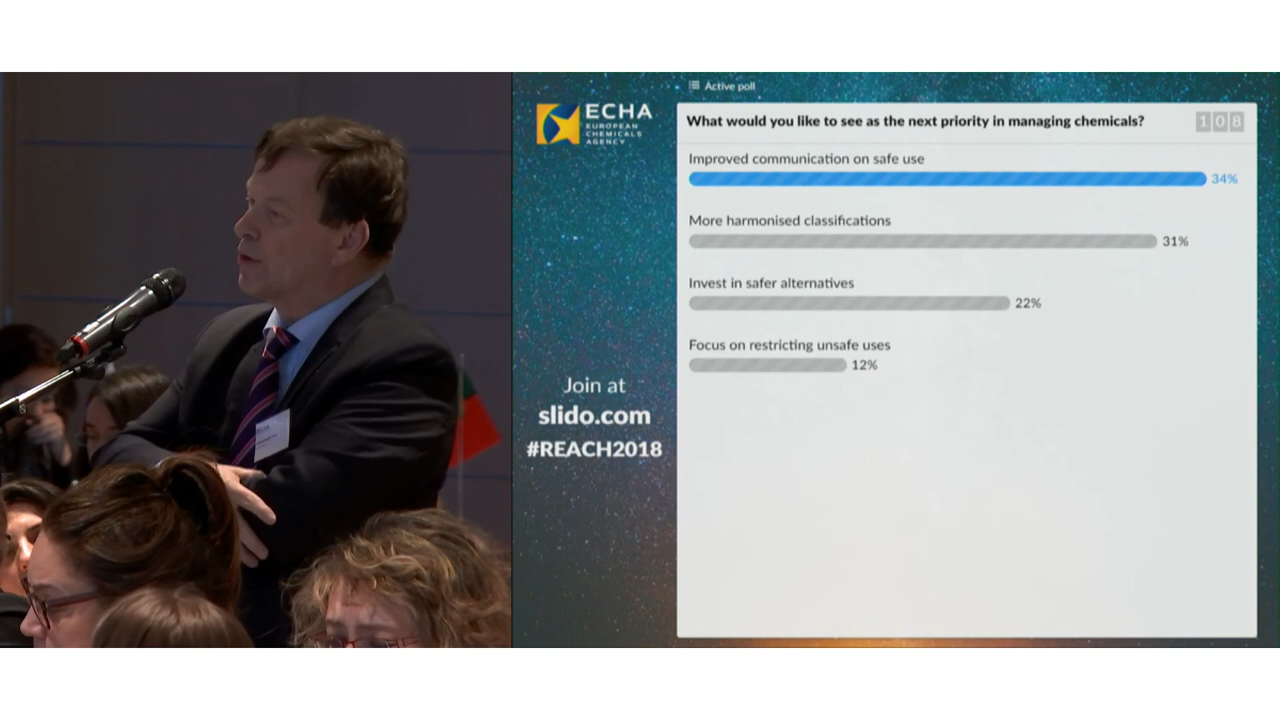 Active poll
ECHA
EUROPEAN
CHEMICALS
AGENCY
What would you like to see as the next priority in managing chemicals?
108
Improved communication on safe use
34%
More harmonised classifications
31%
Invest in safer alternatives
22%
Focus on restricting unsafe uses
12%
Join at
slido.com
#REACH2018